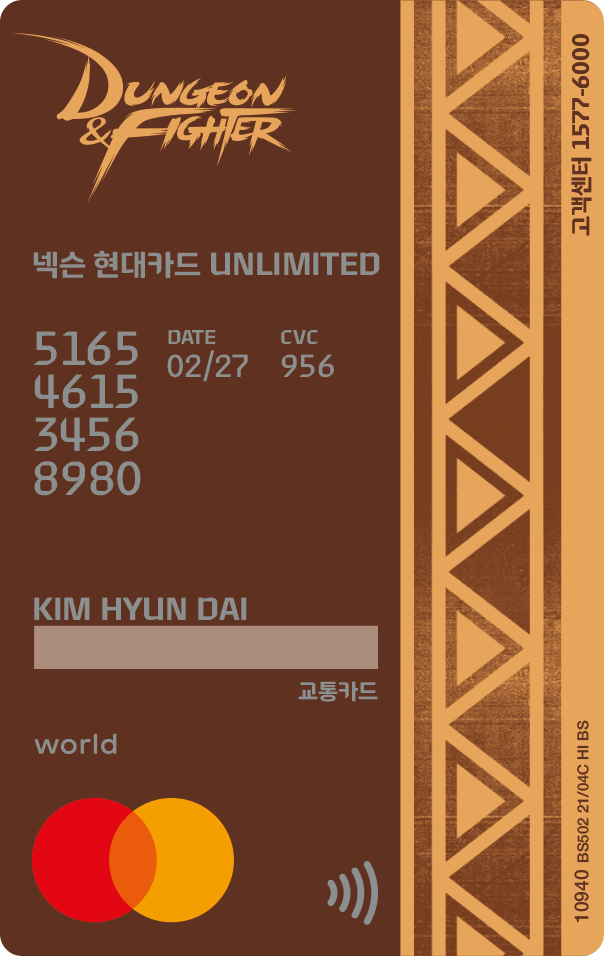 DUNGEON
&FIGHTER
넥슨 현대카드 UNLIMITED
5165
4615
3456
8980
DATE
02/27
CVC
956
KIM HYUN DAI
교통카드
world
고객센터 1577-6000
10940 BS502 21/04C HI BS